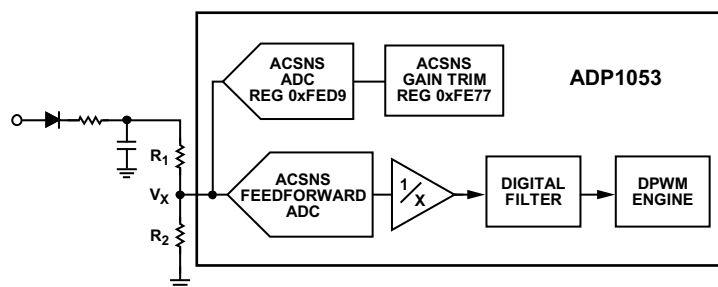 ACSNS
ADC
REG 0xFED9
ACSNS
GAIN TRIM
REG 0xFE77
ADP1053
R1
VX
R2
ACSNS
FEEDFORWARD
ADC
1/X
DIGITAL
FILTER
DPWM
ENGINE